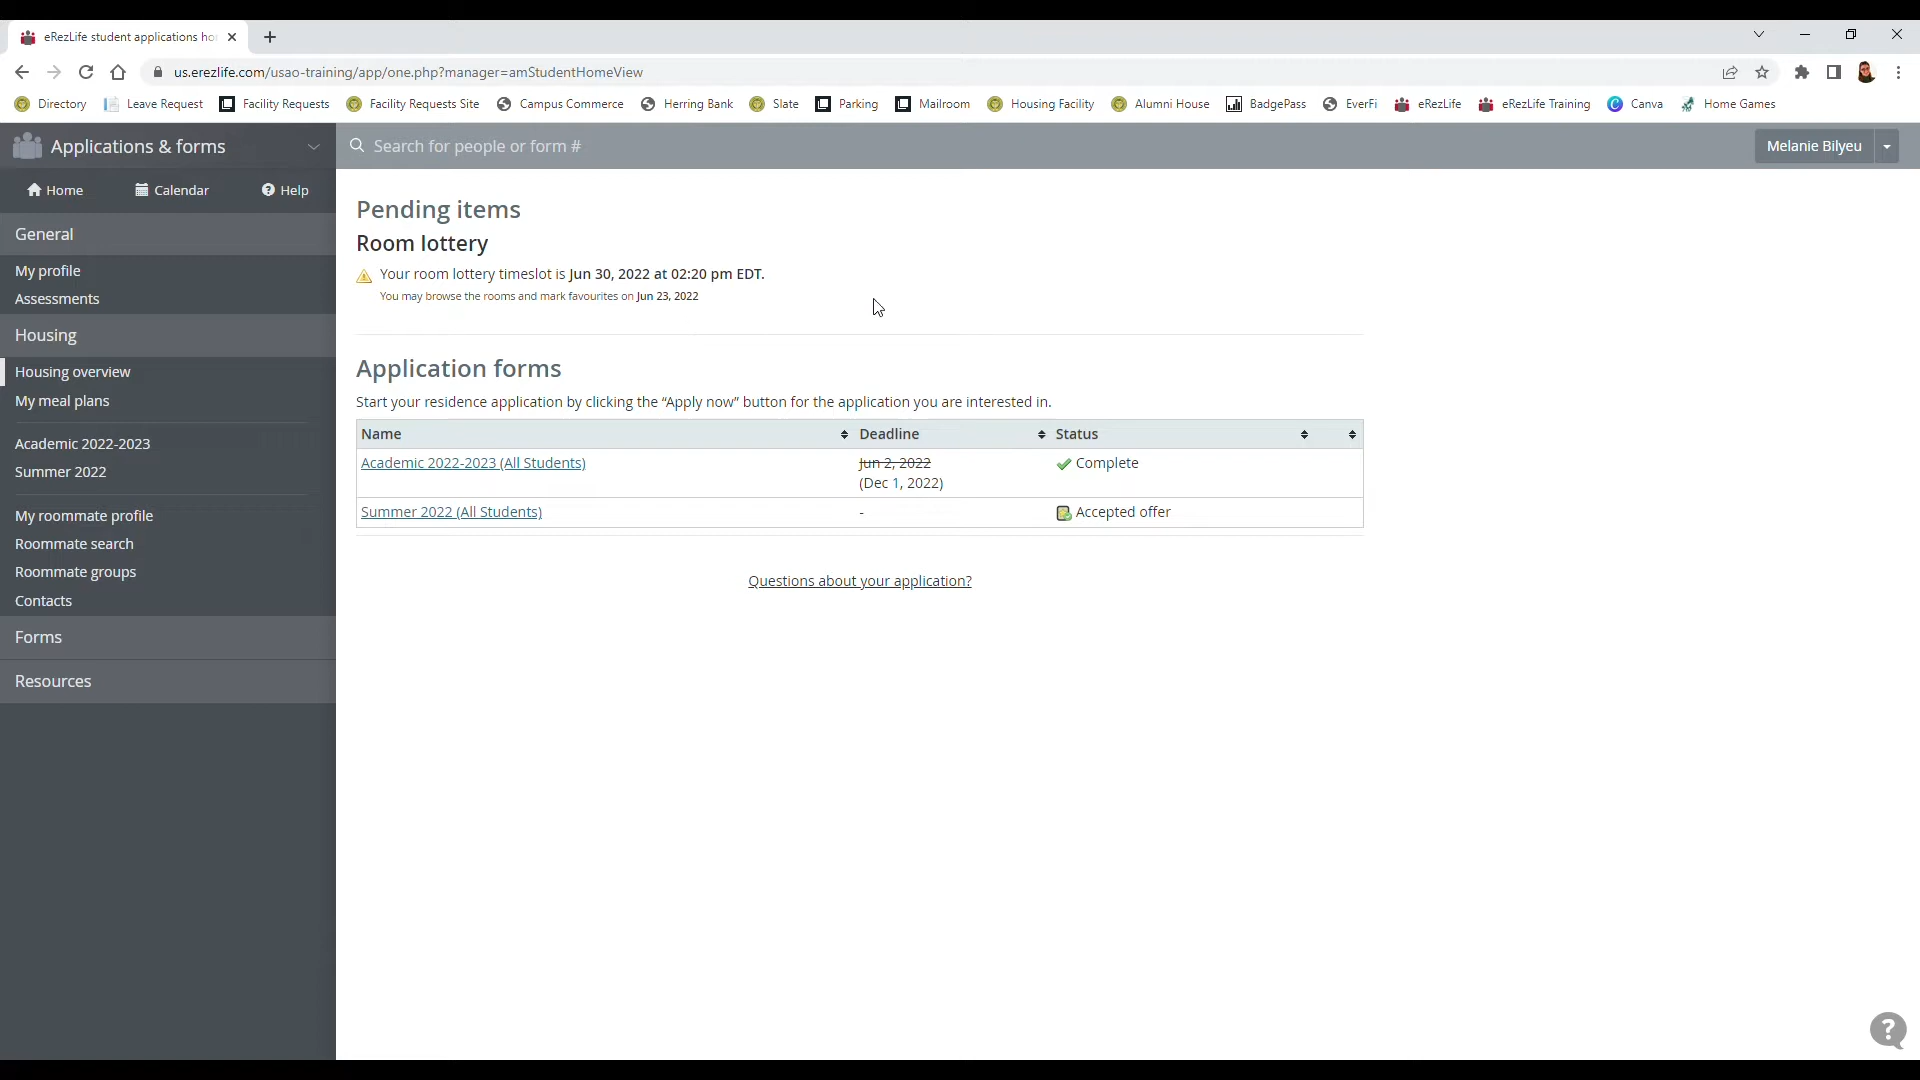 eRezLife student applications ho
us.erezlife.com/usao-training/app/one.php?manager=amStudentHomeView
Directory Leave Request Facility Requests Facility Requests Site Campus Commerce Herring Bank Slate Parking Mailroom Housing Facility Alumni House BadgePass EverFi eRezLife eRezLife Training Canva Home Games
Applications & forms
Search for people or form #
Melanie Bilyeu
Home Calendar Help
General
My profile
Assessments
Housing
Housing overview
My meal plans
Academic 2022-2023
Summer 2022
My roommate profile
Roommate search
Roommate groups
Contacts
Forms
Resources
Pending items
Room lottery
Your room lottery timeslot is Jun 30, 2022 at 02:20 pm EDT.
You may browse the rooms and mark favourites on Jun 23, 2022
Application forms
Start your residence application by clicking the “Apply now” button for the application you are interested in.
Name Deadline Status
Academic 2022-2023 (All Students) Jun 2, 2022 Complete
(Dec 1, 2022)
Summer 2022 (All Students) - Accepted offer
Questions about your application?